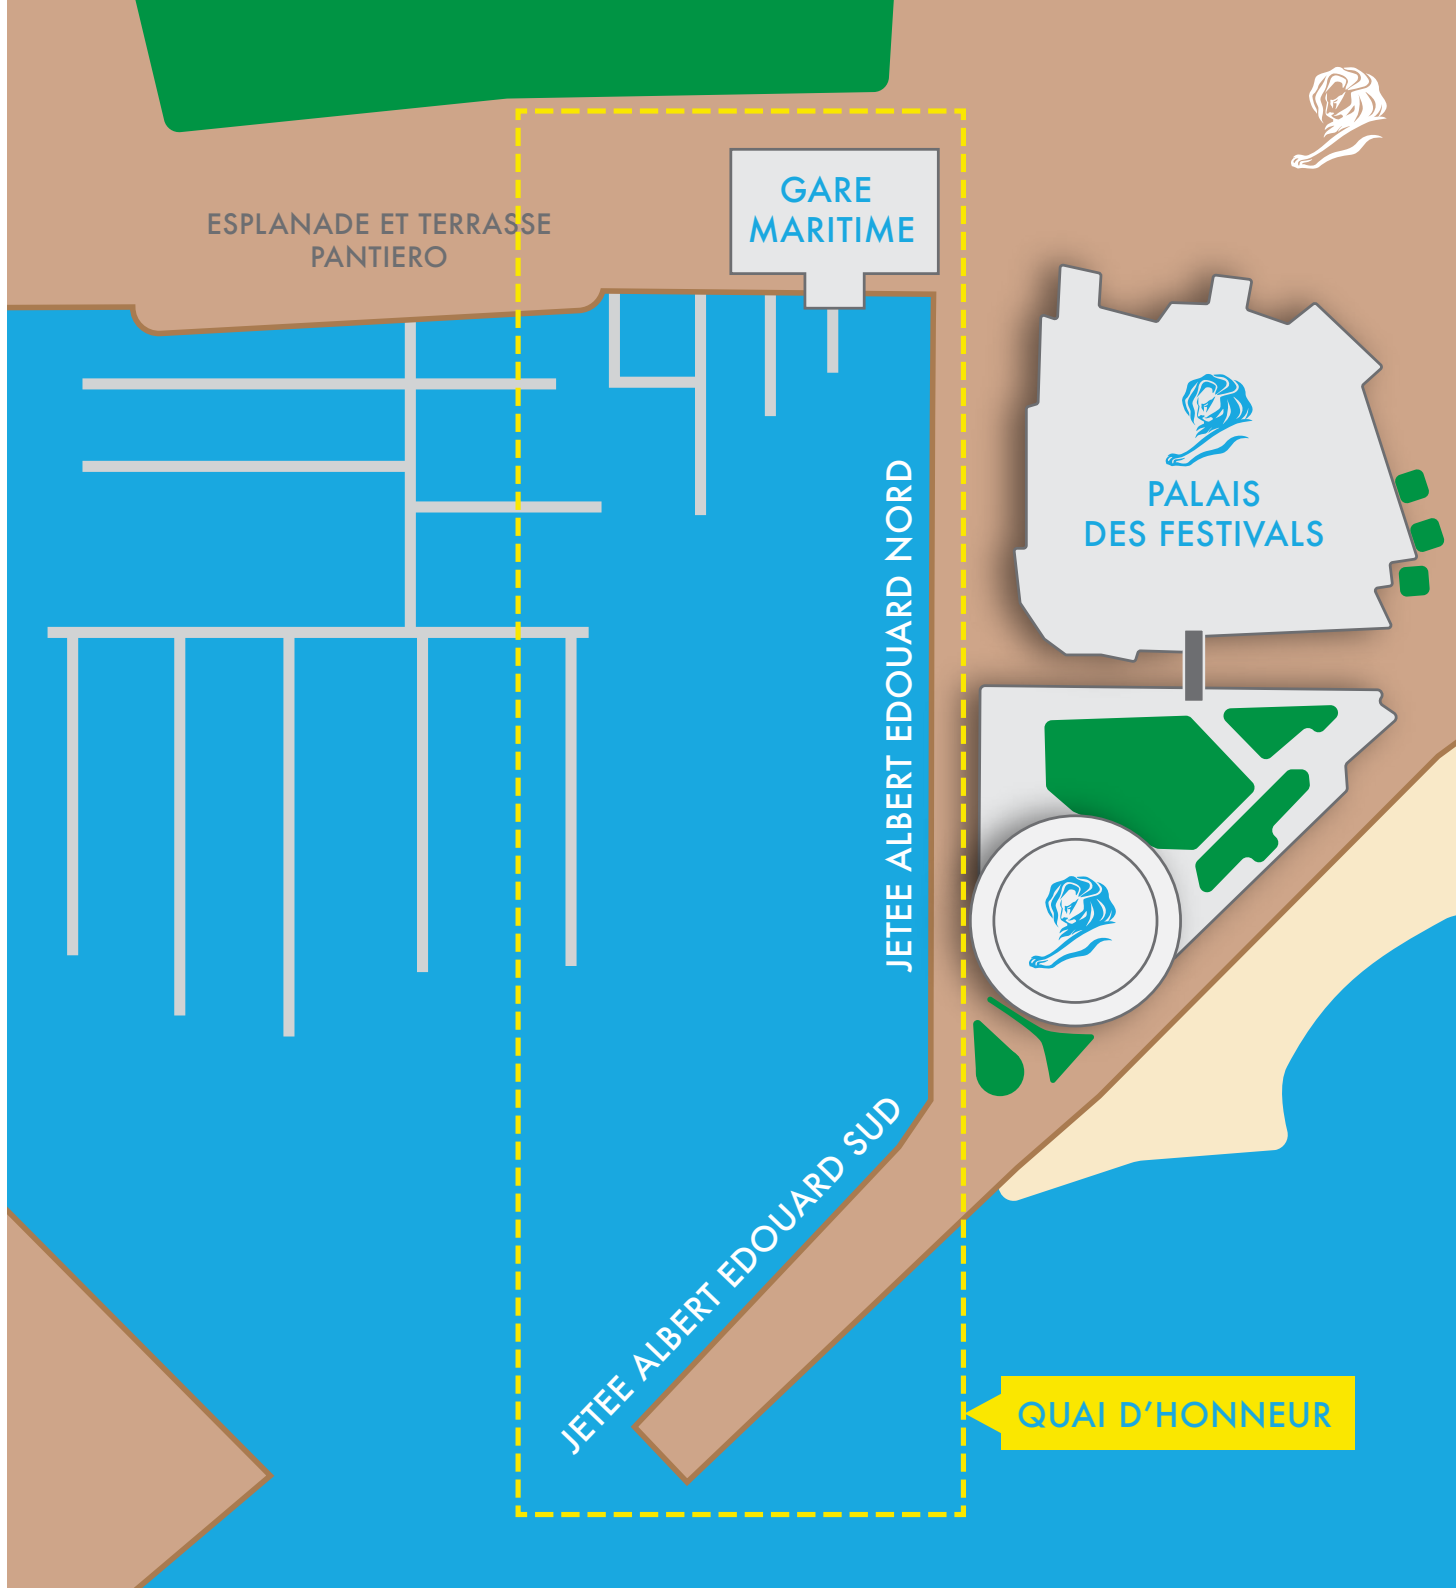 GARE
MARITIME
ESPLANADE ET TERRASSE
PANTIERO
PALAIS
DES FESTIVALS
JETEE ALBERT EDOUARD NORD
JETEE ALBERT EDOUARD SUD
QUAI D'HONNEUR